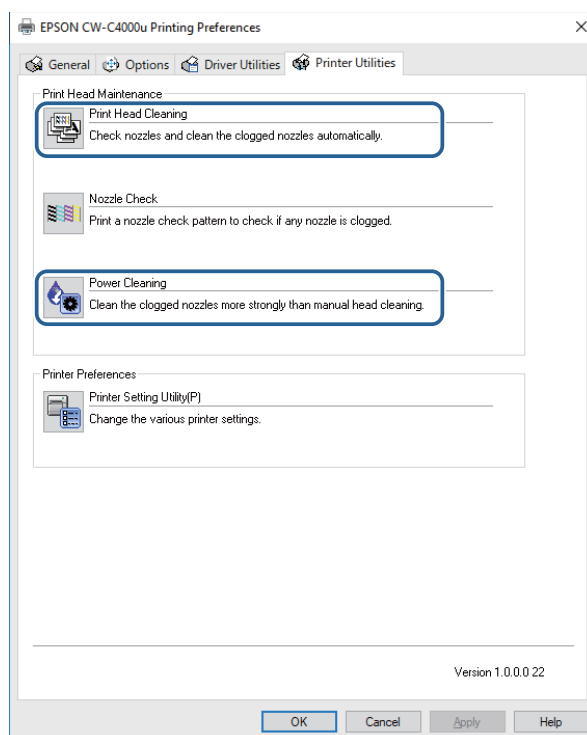 EPSON CW-C4000u Printing Preferences
General Options Driver Utilities Printer Utilities
Print Head Maintenance
Print Head Cleaning
Check nozzles and clean the clogged nozzles automatically.
Nozzle Check
Print a nozzle check pattern to check if any nozzle is clogged.
Power Cleaning
Clean the clogged nozzles more strongly than manual head cleaning.
Printer Preferences
Printer Setting Utility(P)
Change the various printer settings.
Version 1.0.0.0 22
OK Cancel Apply Help